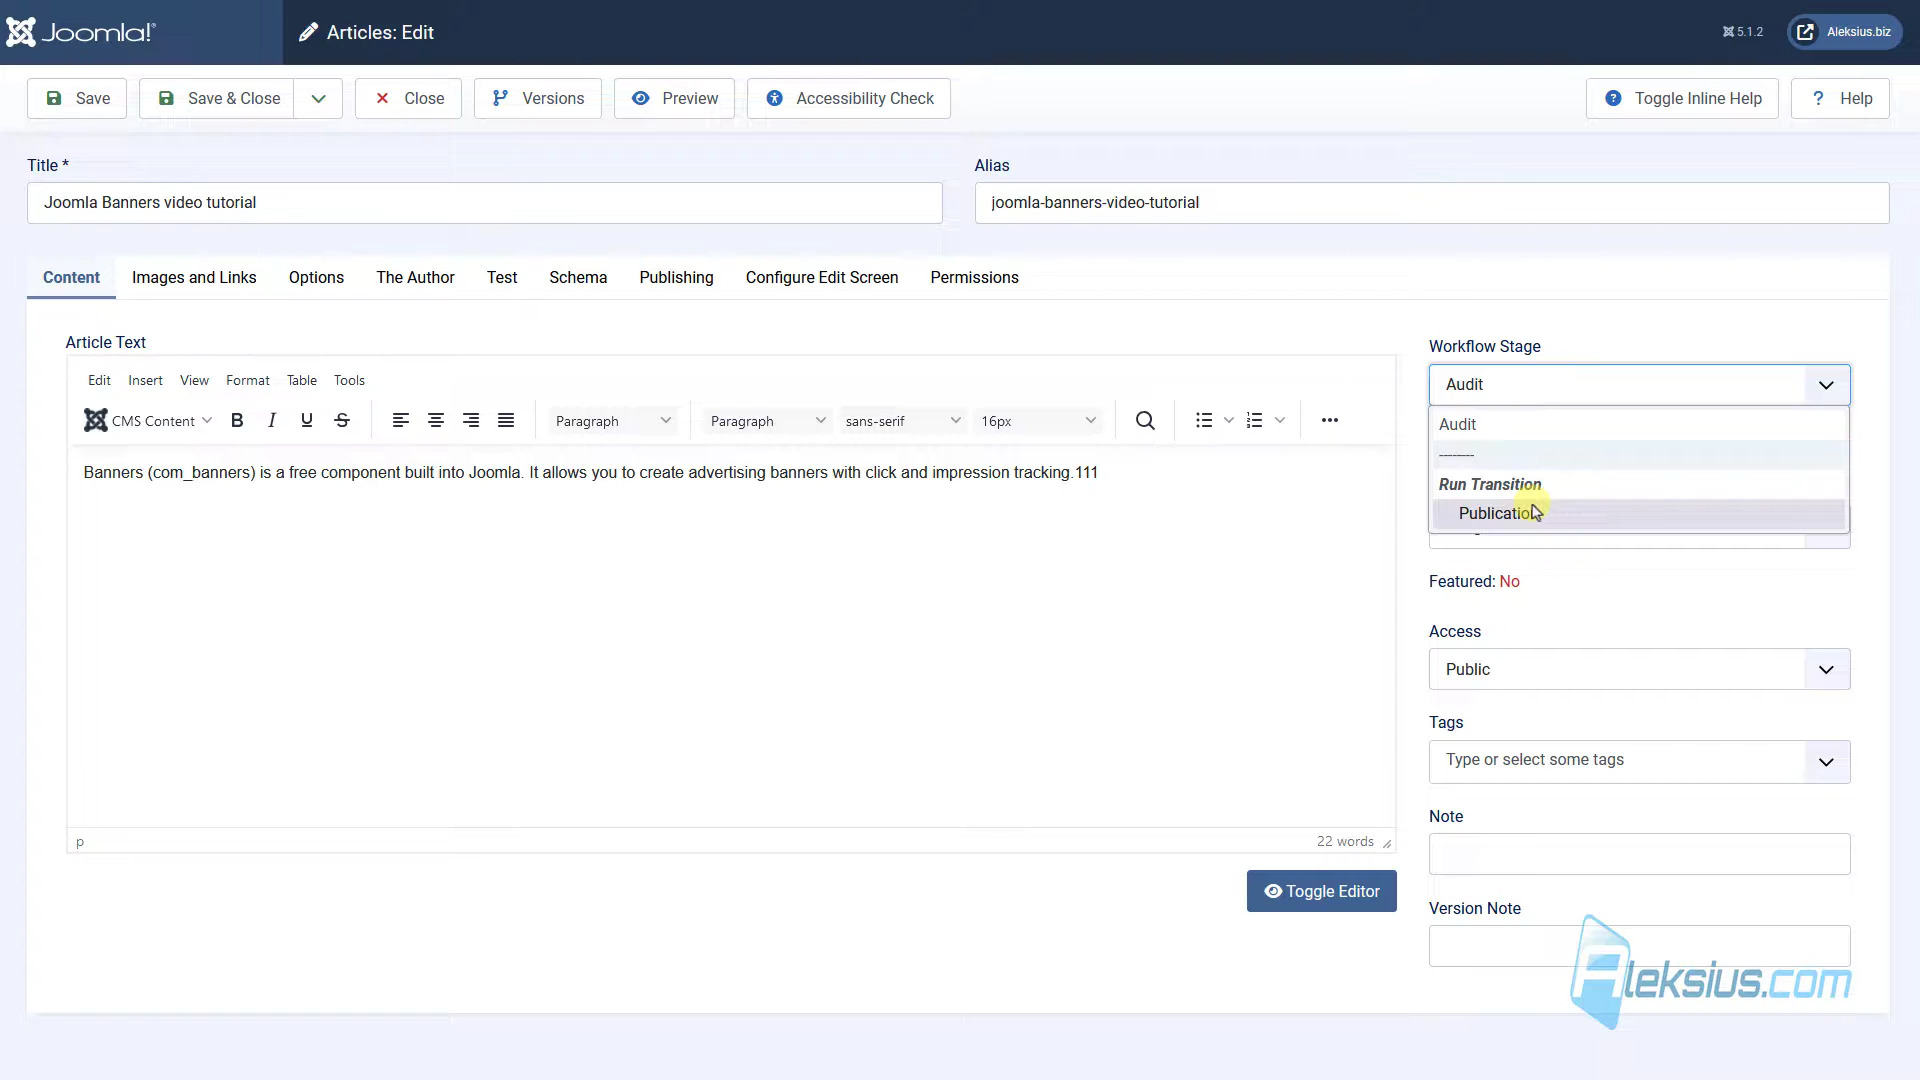 Joomla!
Articles: Edit
5.1.2
Aleksius.biz
Save
Save & Close
Close
Versions
Preview
Accessibility Check
Toggle Inline Help
? Help
Title *
Alias
Joomla Banners video tutorial
joomla-banners-video-tutorial
Content
Images and Links
Options
The Author
Test
Schema
Publishing
Configure Edit Screen
Permissions
Article Text
Edit
Insert
View
Format
Table
Tools
CMS Content
B
I
U
S
Paragraph
Paragraph
sans-serif
16px
Banners (com_banners) is a free component built into Joomla. It allows you to create advertising banners with click and impression tracking.111
p
22 words
Toggle Editor
Workflow Stage
Audit
Audit
--------
Run Transition
Publication
Featured: No
Access
Public
Tags
Type or select some tags
Note
Version Note
Aleksius.com